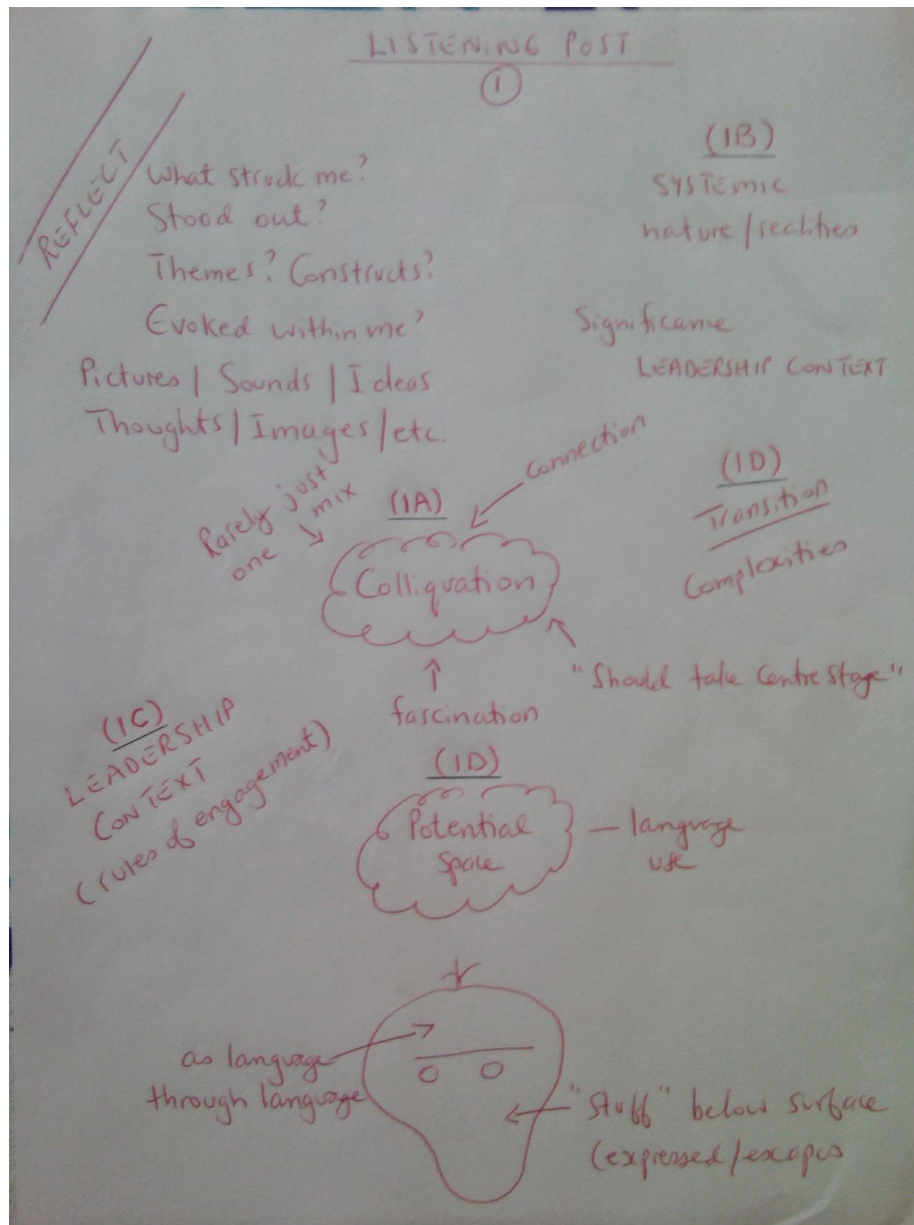 LISTENING POST
1
REFLECT
What struck me?
Stood out?
Themes? Constructs?
Evoked within me?
Pictures / Sounds / Ideas
Thoughts / Images / etc.
(1B)
SYSTEMIC
nature / realities
Significance
LEADERSHIP CONTEXT
Rarely just
one mix
(1A)
Connection
Colliquation
fascination
"Should take centre stage"
(1D)
Transition
Complexities
(1C)
LEADERSHIP
CONTEXT
(rules of engagement)
(1D)
Potential
space
— language
use
as language
through language
"Stuff" below surface
(expressed/escapes